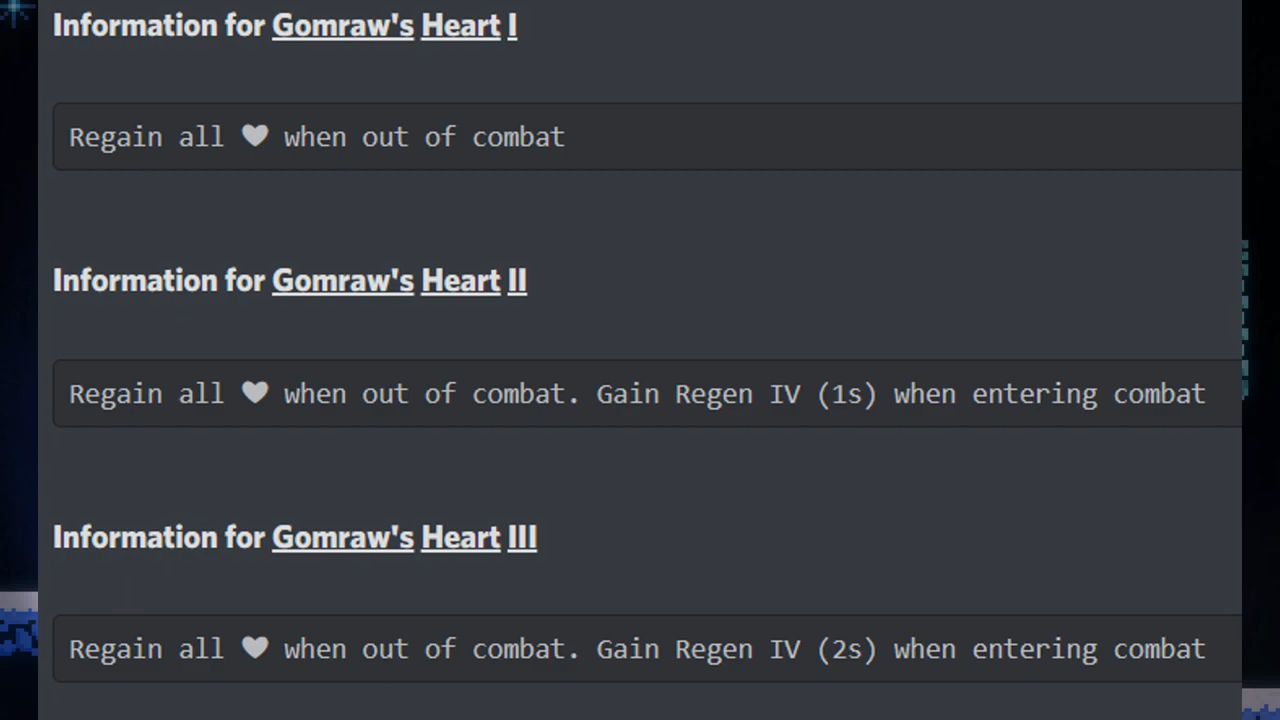 Information for Gomraw's Heart I
Regain all ♥ when out of combat
Information for Gomraw's Heart II
Regain all ♥ when out of combat. Gain Regen IV (1s) when entering combat
Information for Gomraw's Heart III
Regain all ♥ when out of combat. Gain Regen IV (2s) when entering combat